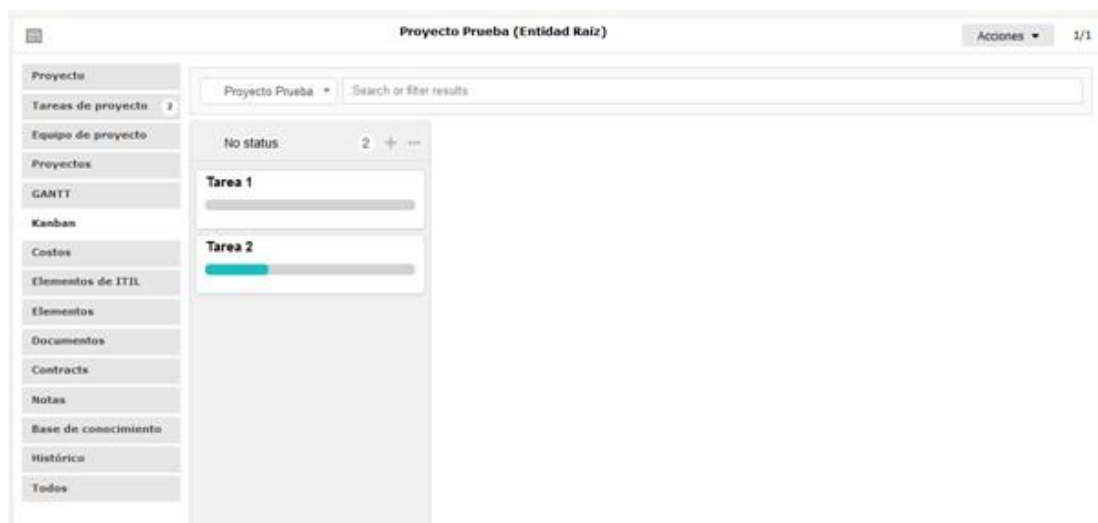 Proyecto Prueba (Entidad Raíz)
Acciones
1/1
Proyecto
Tareas de proyecto 2
Equipo de proyecto
Proyectos
GANTT
Kanban
Costos
Elementos de ITIL
Elementos
Documentos
Contracts
Notas
Base de conocimiento
Histórico
Todos
Proyecto Prueba
Search or filter results
No status 2
Tarea 1
Tarea 2